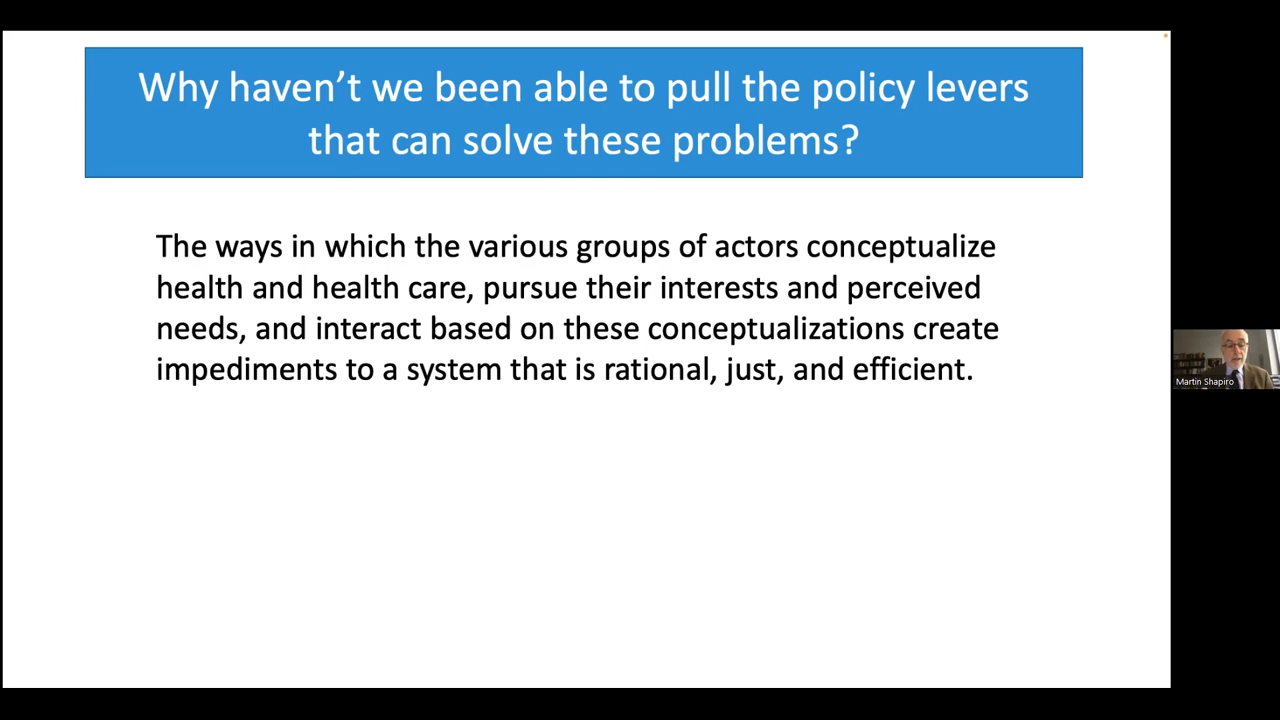 Why haven’t we been able to pull the policy levers
that can solve these problems?
The ways in which the various groups of actors conceptualize
health and health care, pursue their interests and perceived
needs, and interact based on these conceptualizations create
impediments to a system that is rational, just, and efficient.
Martin Shapiro